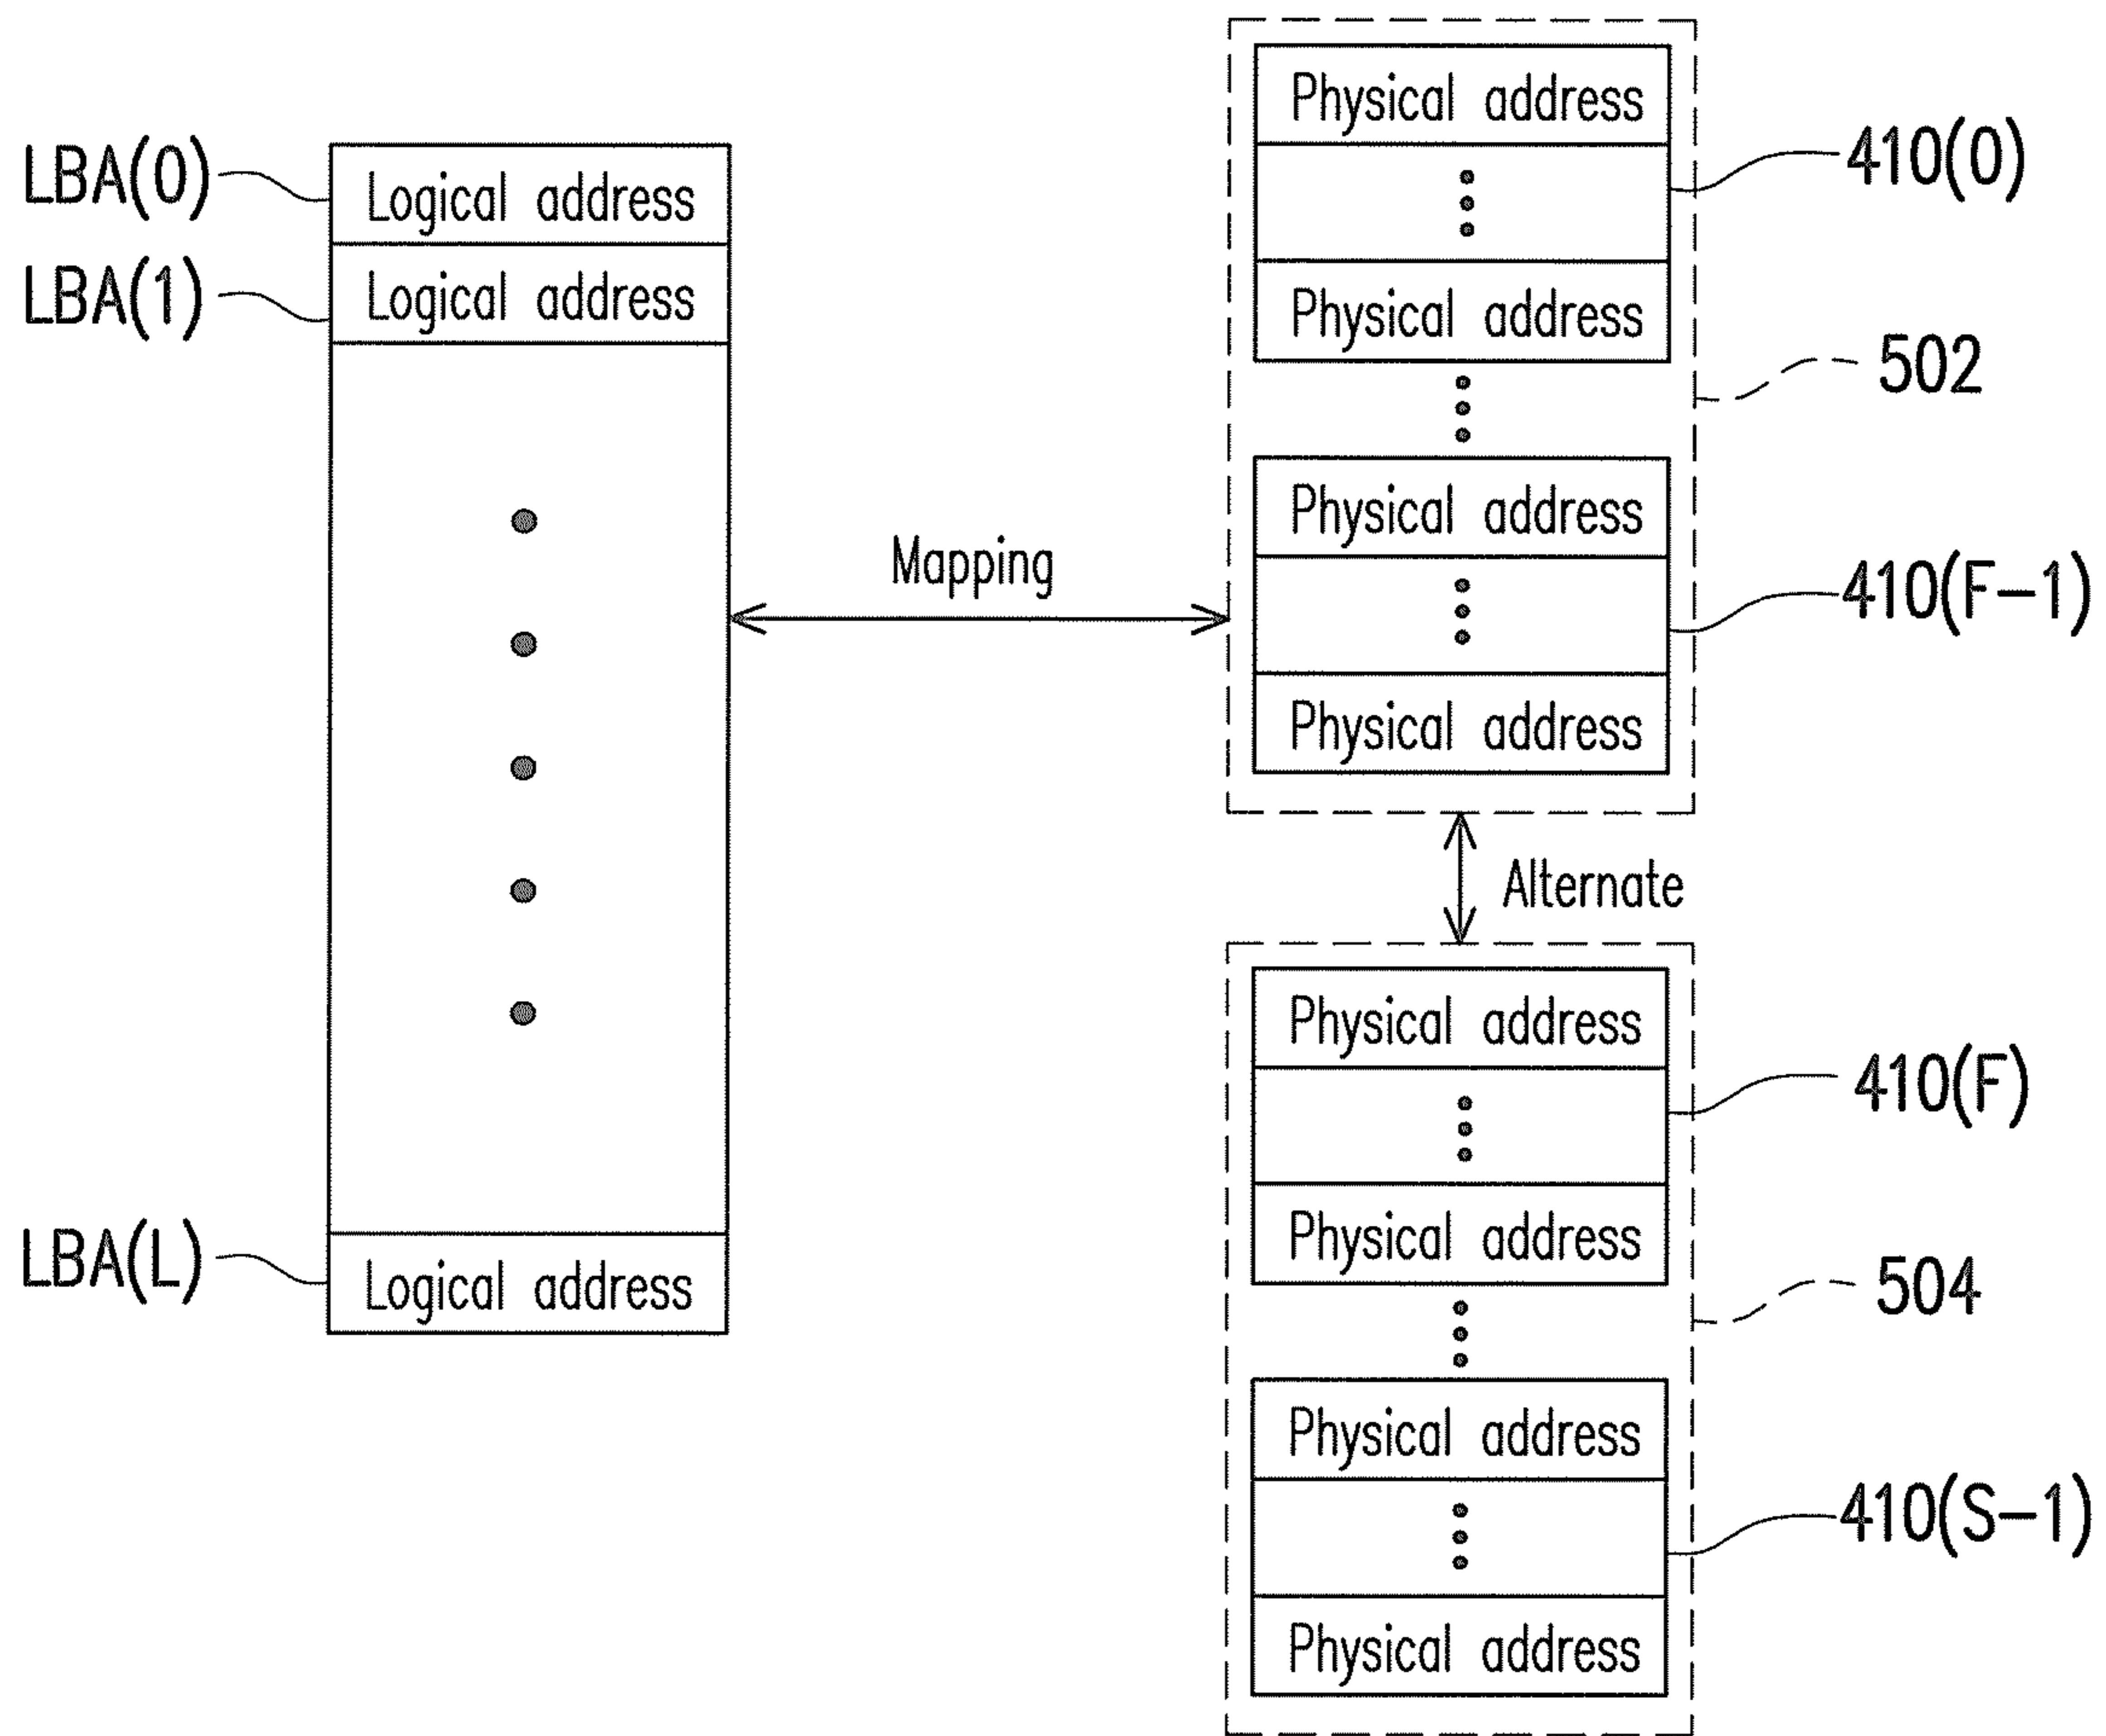 LBA(0)
Logical address
LBA(1)
Logical address
LBA(L)
Logical address
Mapping
Physical address
410(0)
Physical address
502
Physical address
410(F-1)
Physical address
Alternate
Physical address
410(F)
Physical address
504
Physical address
410(S-1)
Physical address